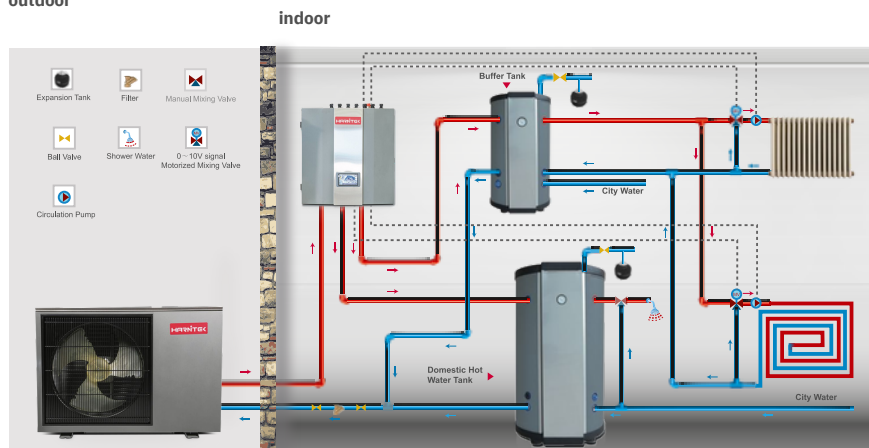 outdoor
indoor
Expansion Tank
Filter
Manual Mixing Valve
Ball Valve
Shower Water
0~10V signal
Motorized Mixing Valve
Circulation Pump
Buffer Tank
City Water
Domestic Hot
Water Tank
City Water